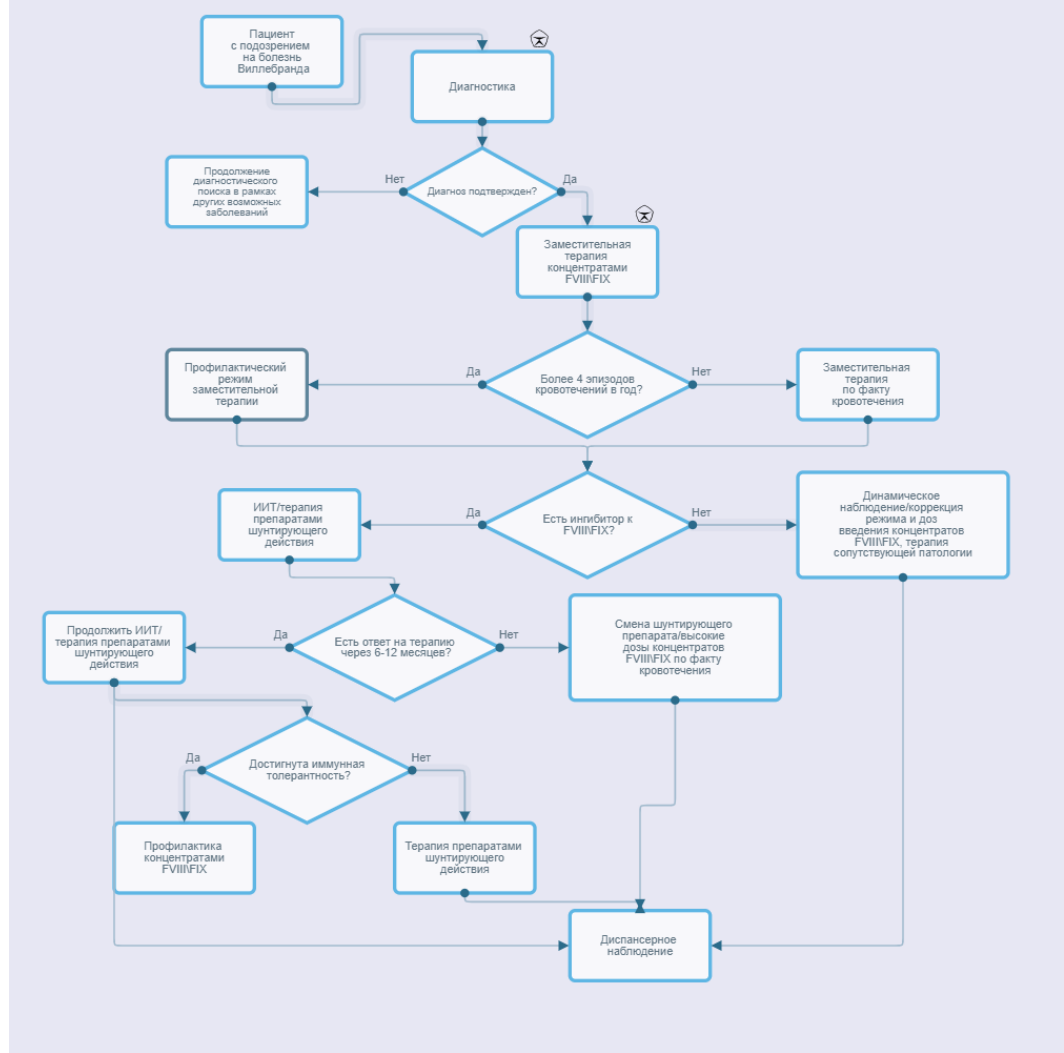 Пациент
с подозрением
на болезнь
Виллебранда
Диагностика
Диагноз подтвержден?
Нет
Да
Продолжение
диагностического
поиска в рамках
других возможных
заболеваний
Заместительная
терапия
концентратами
FVIII\FIX
Более 4 эпизодов
кровотечений в год?
Да
Нет
Профилактический
режим
заместительной
терапии
Заместительная
терапия
по факту
кровотечения
Есть ингибитор к
FVIII\FIX?
Да
Нет
ИИТ/терапия
препаратами
шунтирующего
действия
Динамическое
наблюдение/коррекция
режима и доз
введения концентратов
FVIII\FIX, терапия
сопутствующей патологии
Есть ответ на терапию
через 6-12 месяцев?
Да
Нет
Продолжить ИИТ/
терапия препаратами
шунтирующего
действия
Смена шунтирующего
препарата/высокие
дозы концентратов
FVIII\FIX по факту
кровотечения
Достигнута иммунная
толерантность?
Да
Нет
Профилактика
концентратами
FVIII\FIX
Терапия препаратами
шунтирующего
действия
Диспансерное
наблюдение